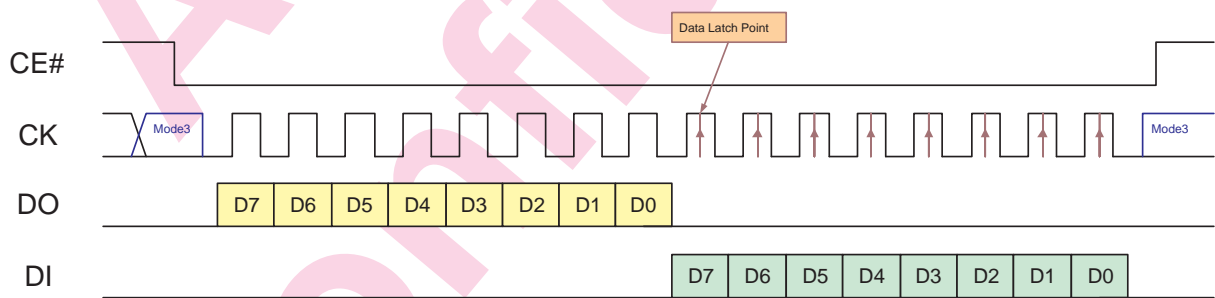 Data Latch Point
CE#
CK
Mode3
Mode3
DO
D7 D6 D5 D4 D3 D2 D1 D0
DI
D7 D6 D5 D4 D3 D2 D1 D0